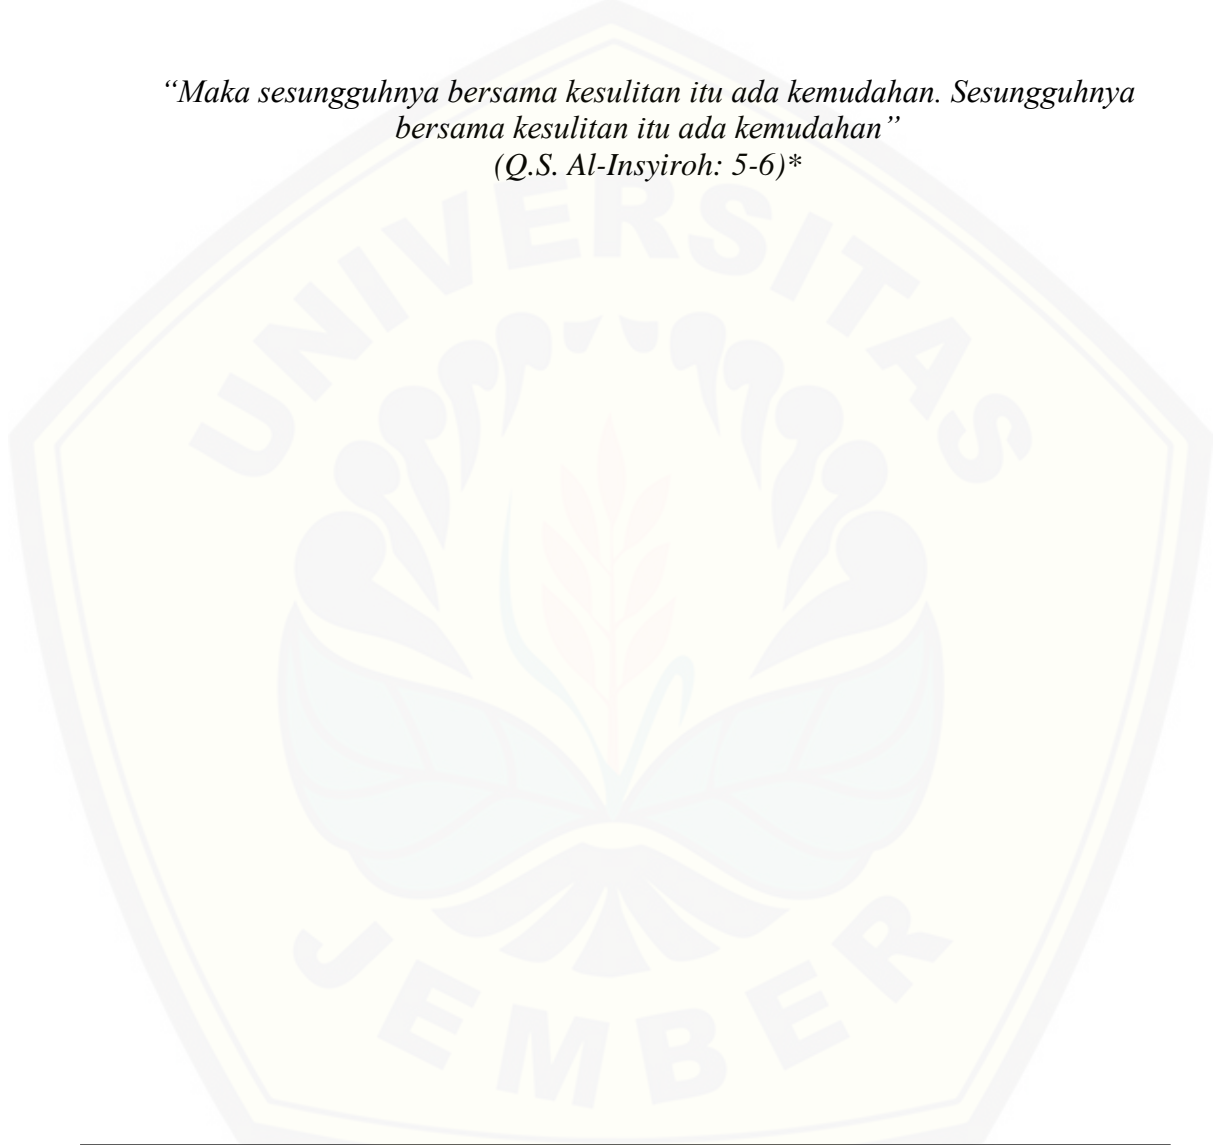 “Maka sesungguhnya bersama kesulitan itu ada kemudahan. Sesungguhnya
bersama kesulitan itu ada kemudahan”
(Q.S. Al-Insyiroh: 5-6)*
UNIVERSITAS
JEMBER